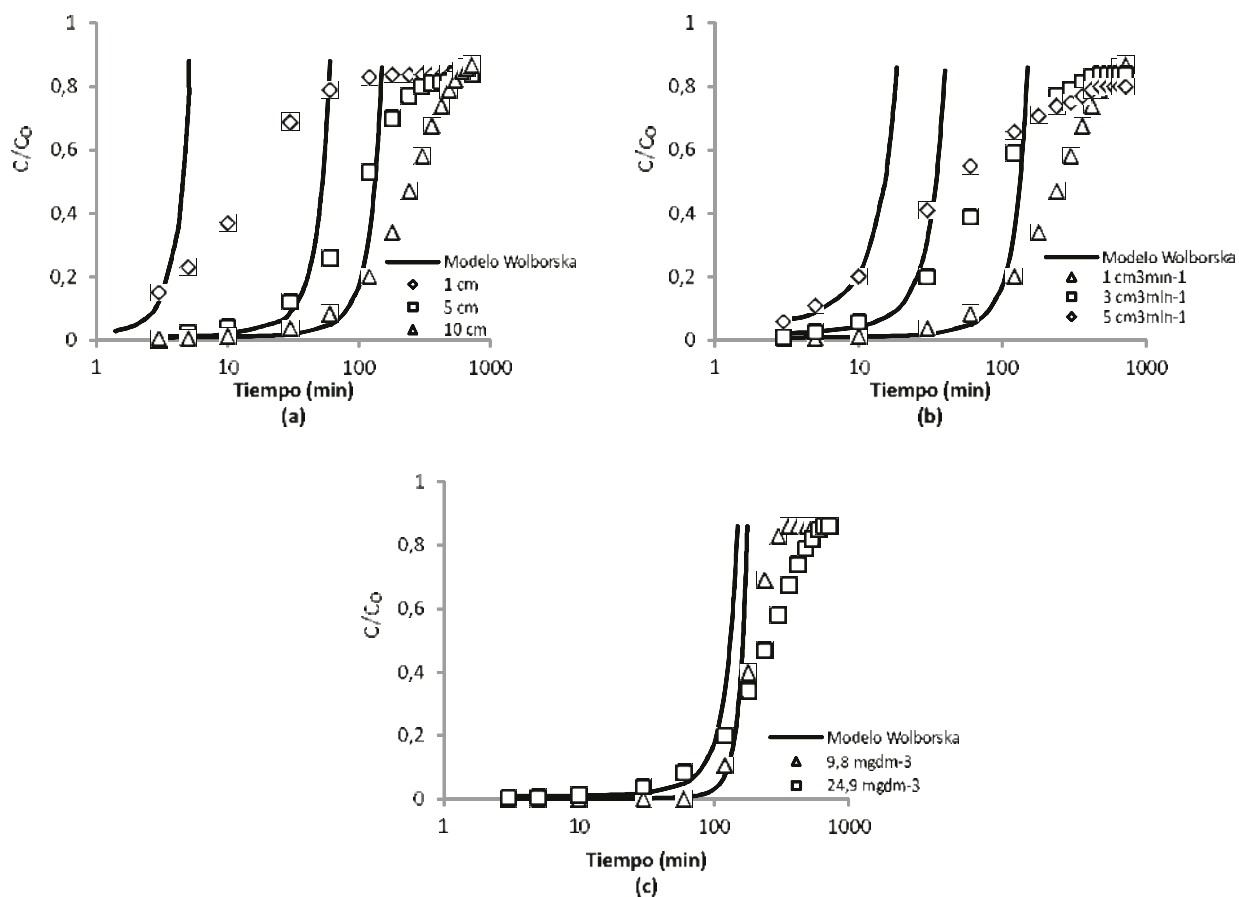 1
0,8
0,6
0,4
0,2
0
C/Co
1
10
100
1000
Tiempo (min)
(a)
Modelo Wolborska
1 cm
5 cm
10 cm
1
0,8
0,6
0,4
0,2
0
C/Co
1
10
100
1000
Tiempo (min)
(b)
Modelo Wolborska
1 cm3min-1
3 cm3min-1
5 cm3min-1
1
0,8
0,6
0,4
0,2
0
C/Co
1
10
100
1000
Tiempo (min)
(c)
Modelo Wolborska
9,8 mgdm-3
24,9 mgdm-3